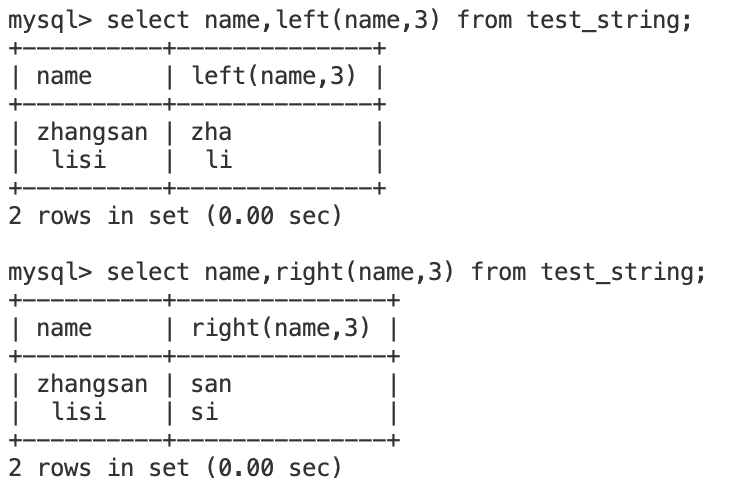 mysql> select name,left(name,3) from test_string;
+----------+--------------+
| name     | left(name,3) |
+----------+--------------+
| zhangsan | zha          |
|  lisi    |  li          |
+----------+--------------+
2 rows in set (0.00 sec)

mysql> select name,right(name,3) from test_string;
+----------+---------------+
| name     | right(name,3) |
+----------+---------------+
| zhangsan | san           |
|  lisi    | si            |
+----------+---------------+
2 rows in set (0.00 sec)